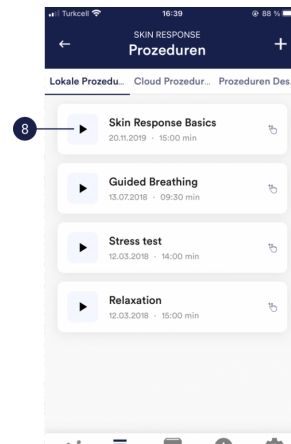 Turkcell 16:39 88 %
SKIN RESPONSE
Prozeduren
Lokale Prozedu... Cloud Prozedur... Prozeduren Des.
8
Skin Response Basics
20.11.2019 · 15:00 min
Guided Breathing
13.07.2018 · 09:30 min
Stress test
12.03.2018 · 14:00 min
Relaxation
12.03.2018 · 15:00 min